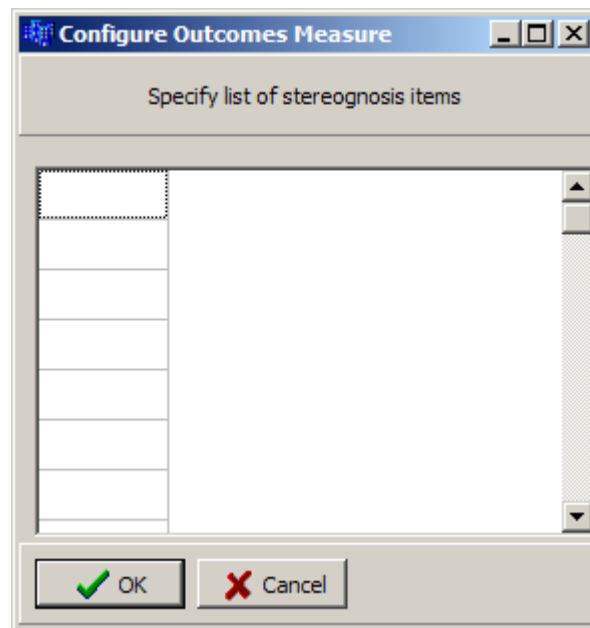 Configure Outcomes Measure
Specify list of stereognosis items
OK
Cancel